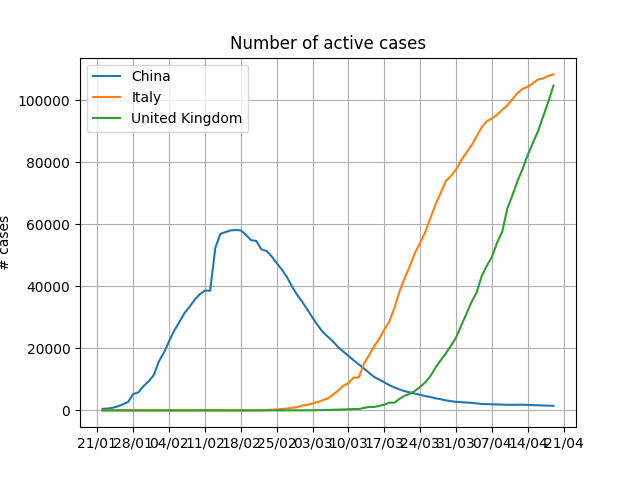 Number of active cases
China
Italy
United Kingdom
# cases
100000
80000
60000
40000
20000
0
21/01 28/01 04/02 11/02 18/02 25/02 03/03 10/03 17/03 24/03 31/03 07/04 14/04 21/04